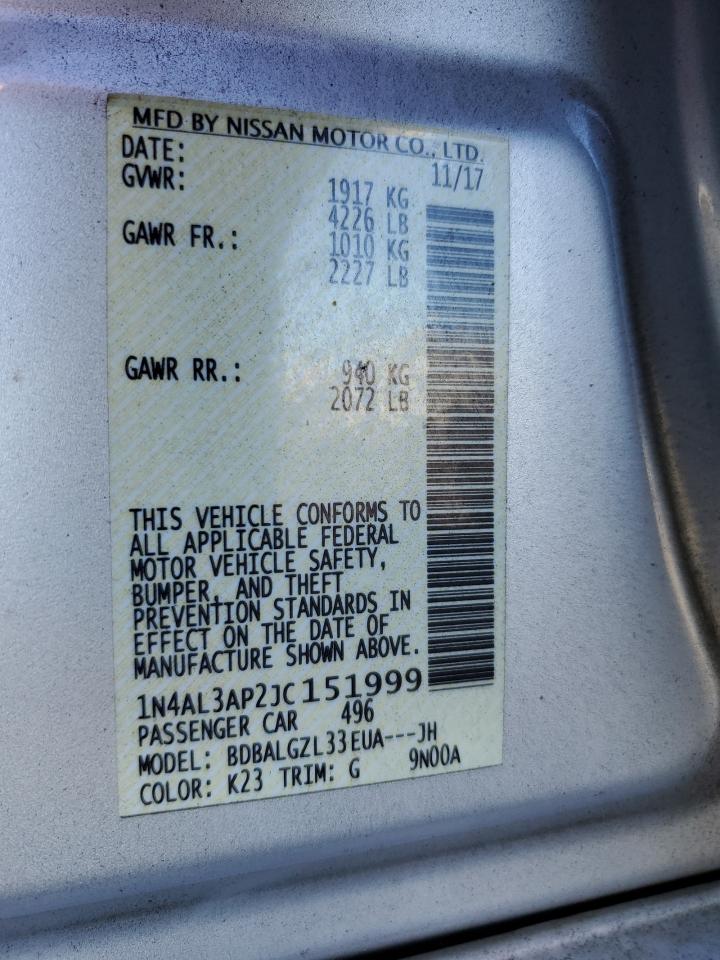 MFD BY NISSAN MOTOR CO., LTD.
DATE: 11/17
GVWR: 1917 KG
4226 LB
GAWR FR.: 1010 KG
2227 LB
GAWR RR.: 940 KG
2072 LB
THIS VEHICLE CONFORMS TO
ALL APPLICABLE FEDERAL
MOTOR VEHICLE SAFETY,
BUMPER, AND THEFT
PREVENTION STANDARDS IN
EFFECT ON THE DATE OF
MANUFACTURE SHOWN ABOVE.
1N4AL3AP2JC151999
PASSENGER CAR 496
MODEL: BDBALGZL33EUA---JH
COLOR: K23 TRIM: G 9N00A